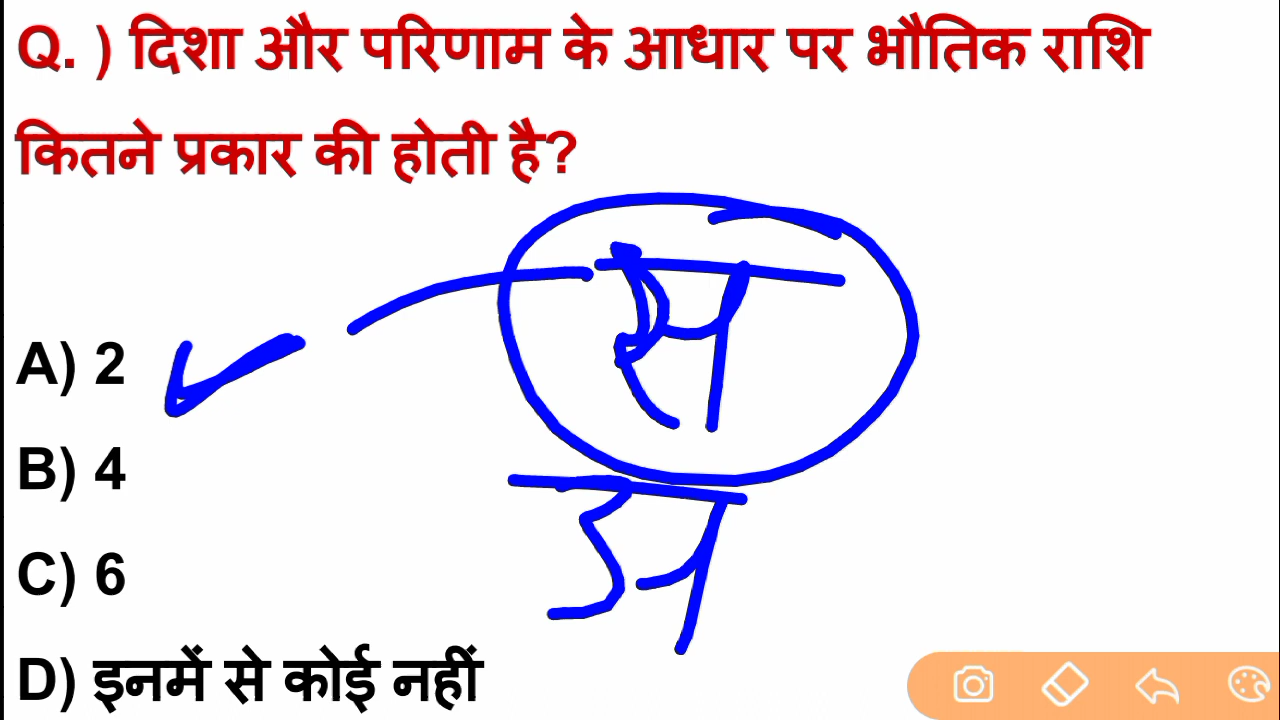 Q. ) दिशा और परिणाम के आधार पर भौतिक राशि
कितने प्रकार की होती है?
A) 2
B) 4
C) 6
D) इनमें से कोई नहीं